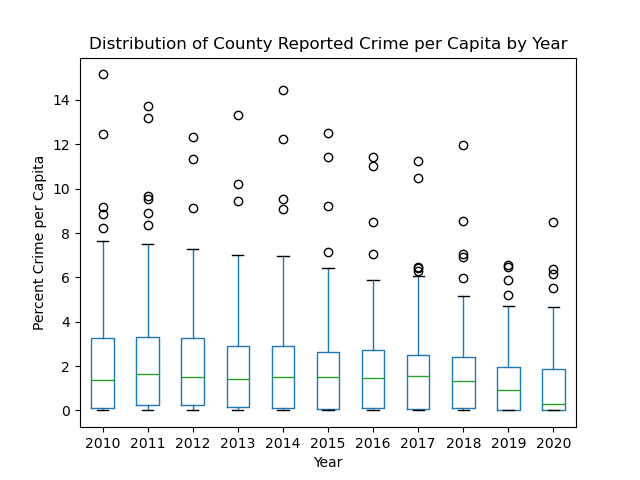 Distribution of County Reported Crime per Capita by Year
Percent Crime per Capita
14
12
10
8
6
4
2
0
2010 2011 2012 2013 2014 2015 2016 2017 2018 2019 2020
Year